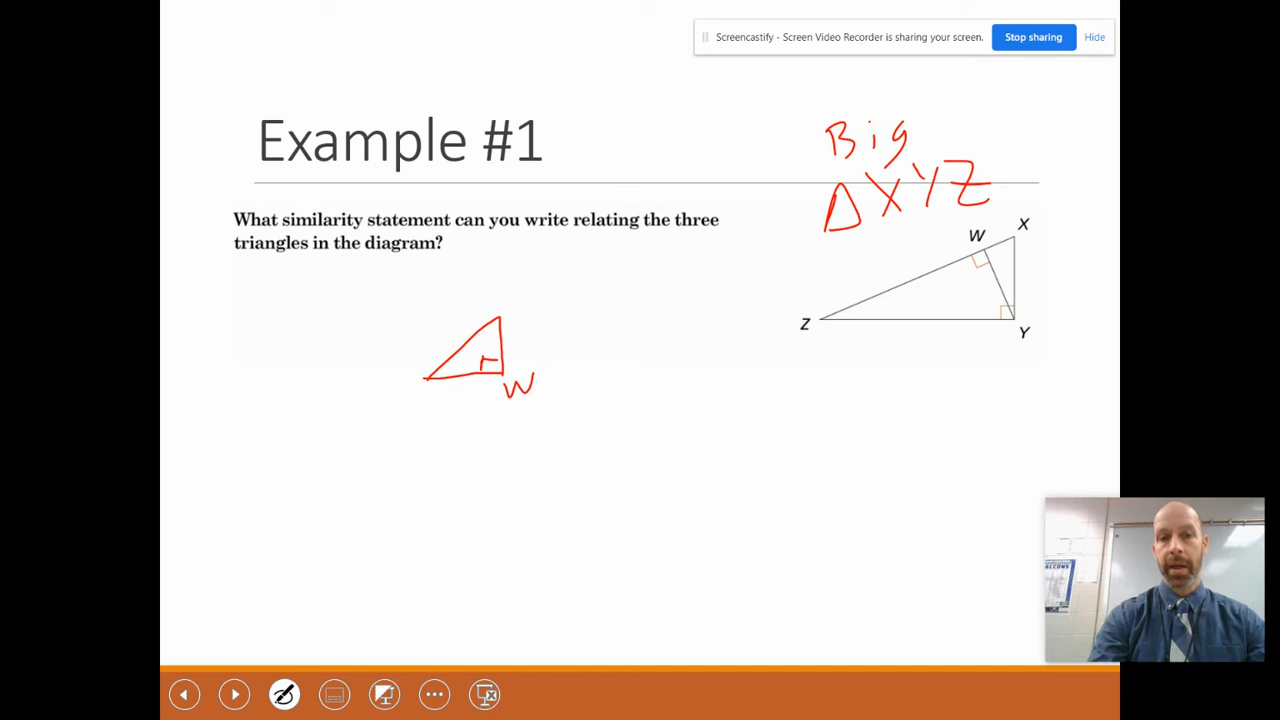 Screencastify - Screen Video Recorder is sharing your screen. Stop sharing Hide
Example #1
Big
Δ XYZ
What similarity statement can you write relating the three
triangles in the diagram?
X
W
Z
Y
W